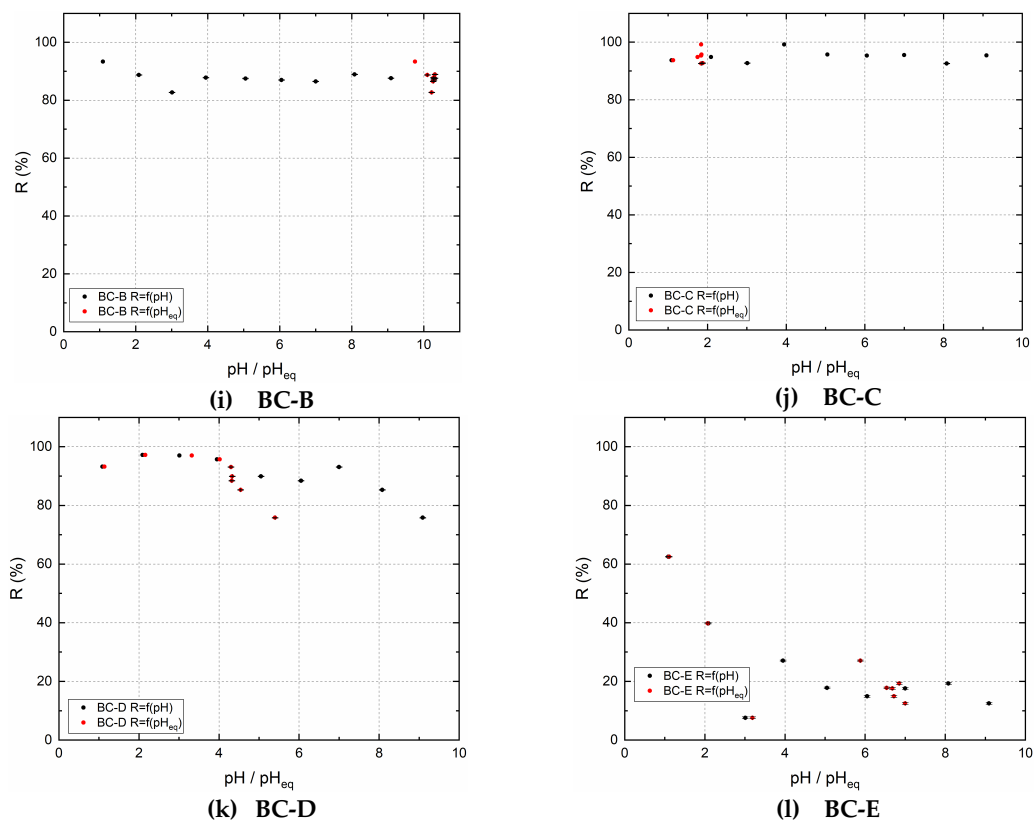 100
80
60
40
20
0
R (%)
BC-B R=f(pH)
BC-B R=f(pHeq)
0 2 4 6 8 10
pH / pHeq
(i) BC-B
100
80
60
40
20
0
R (%)
BC-C R=f(pH)
BC-C R=f(pHeq)
0 2 4 6 8 10
pH / pHeq
(j) BC-C
100
80
60
40
20
0
R (%)
BC-D R=f(pH)
BC-D R=f(pHeq)
0 2 4 6 8 10
pH / pHeq
(k) BC-D
100
80
60
40
20
0
R (%)
BC-E R=f(pH)
BC-E R=f(pHeq)
0 2 4 6 8 10
pH / pHeq
(l) BC-E